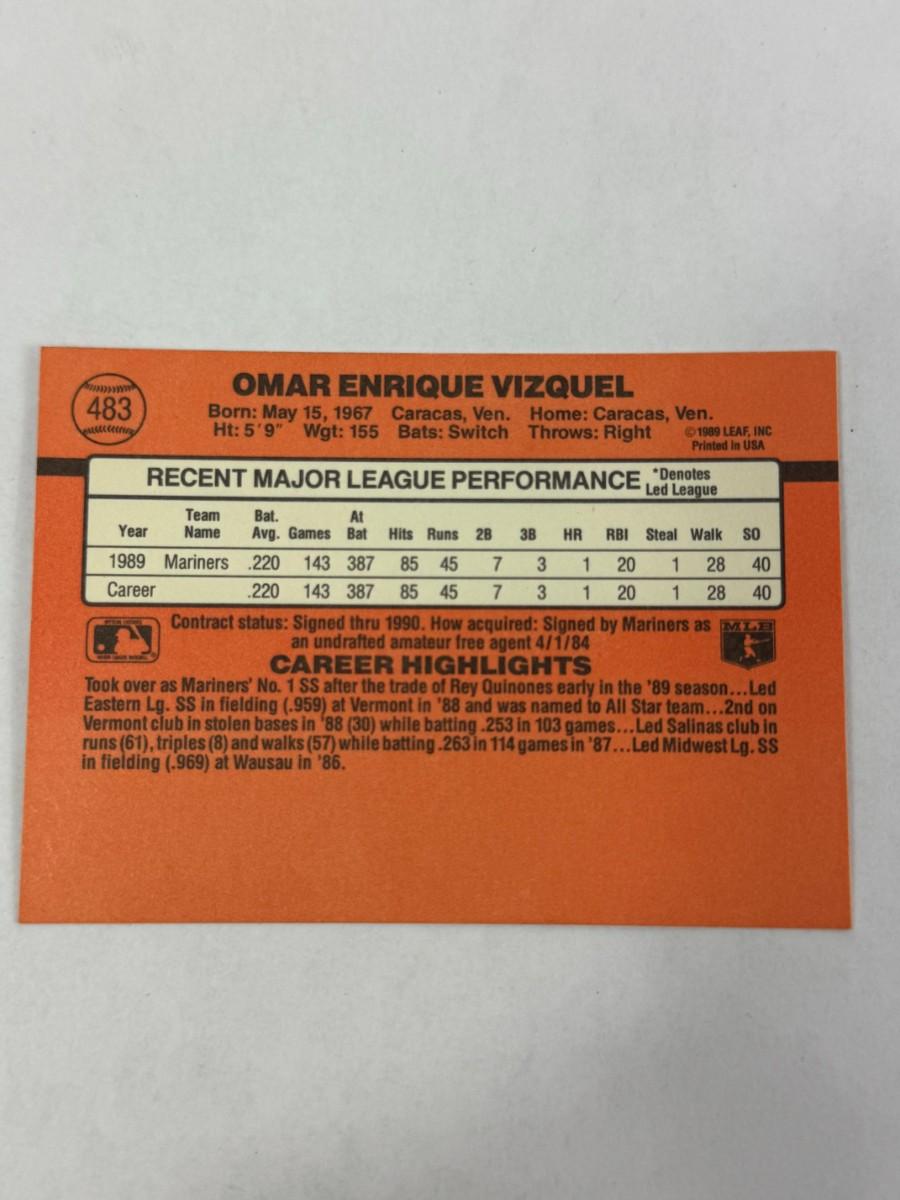 483
OMAR ENRIQUE VIZQUEL
Born: May 15, 1967 Caracas, Ven. Home: Caracas, Ven.
Ht: 5'9" Wgt: 155 Bats: Switch Throws: Right
©1989 LEAF, INC
Printed in USA
RECENT MAJOR LEAGUE PERFORMANCE *Denotes
Led League
Year Team Name Bat. Avg. Games At Bat Hits Runs 2B 3B HR RBI Steal Walk SO
1989 Mariners .220 143 387 85 45 7 3 1 20 1 28 40
Career .220 143 387 85 45 7 3 1 20 1 28 40
Contract status: Signed thru 1990. How acquired: Signed by Mariners as
an undrafted amateur free agent 4/1/84
MLB
CAREER HIGHLIGHTS
Took over as Mariners' No. 1 SS after the trade of Rey Quinones early in the '89 season...Led
Eastern Lg. SS in fielding (.959) at Vermont in '88 and was named to All Star team...2nd on
Vermont club in stolen bases in '88 (30) while batting .253 in 103 games...Led Salinas club in
runs (61), triples (8) and walks (57) while batting .263 in 114 games in '87...Led Midwest Lg. SS
in fielding (.969) at Wausau in '86.